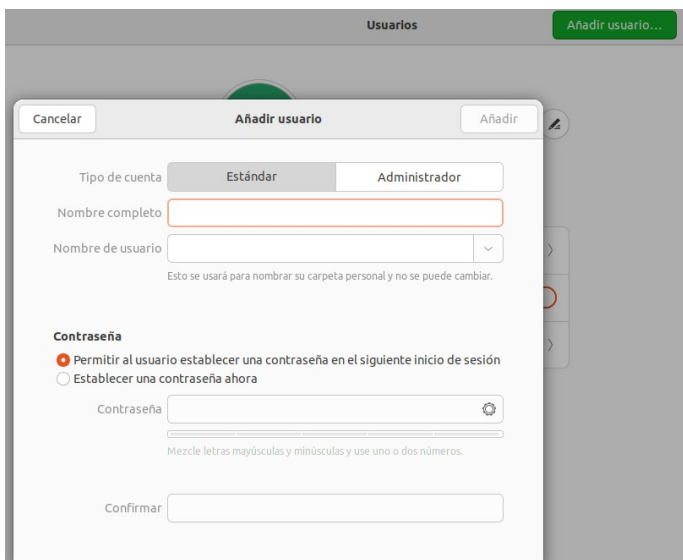 Usuarios Añadir usuario...
Cancelar Añadir usuario Añadir
Tipo de cuenta Estándar Administrador
Nombre completo
Nombre de usuario
Esto se usará para nombrar su carpeta personal y no se puede cambiar.
Contraseña
Permitir al usuario establecer una contraseña en el siguiente inicio de sesión
Establecer una contraseña ahora
Contraseña
Mezcle letras mayúsculas y minúsculas y use uno o dos números.
Confirmar